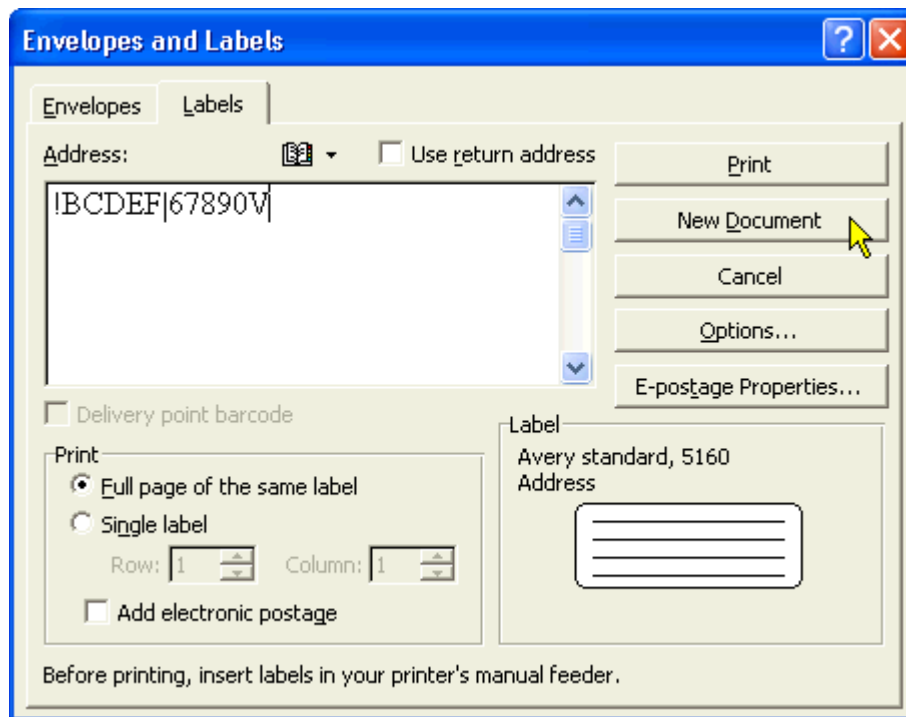 Envelopes and Labels
Envelopes Labels
Address: Use return address
!BCDEF|67890V
Print
New Document
Cancel
Options...
E-postage Properties...
Delivery point barcode
Print
Full page of the same label
Single label
Row: 1 Column: 1
Add electronic postage
Label
Avery standard, 5160
Address
Before printing, insert labels in your printer's manual feeder.